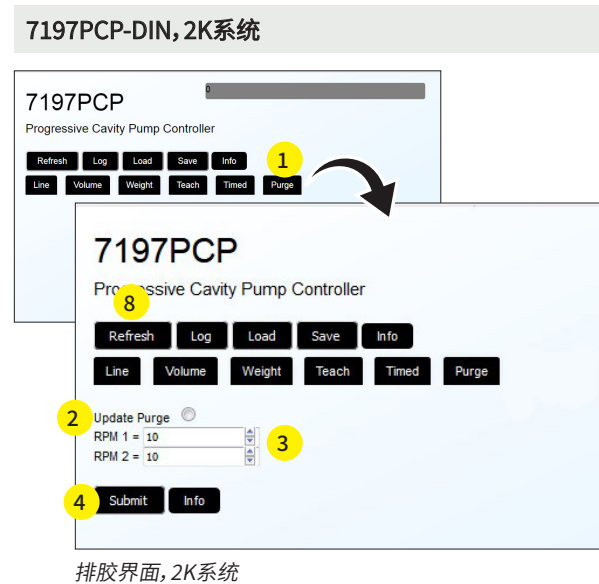 7197PCP-DIN，2K系统
0
7197PCP
Progressive Cavity Pump Controller
Refresh Log Load Save Info
1
Line Volume Weight Teach Timed Purge
7197PCP
Progressive Cavity Pump Controller
8
Refresh Log Load Save Info
Line Volume Weight Teach Timed Purge
2 Update Purge
RPM 1 = 10
3
RPM 2 = 10
4 Submit Info
排胶界面，2K系统